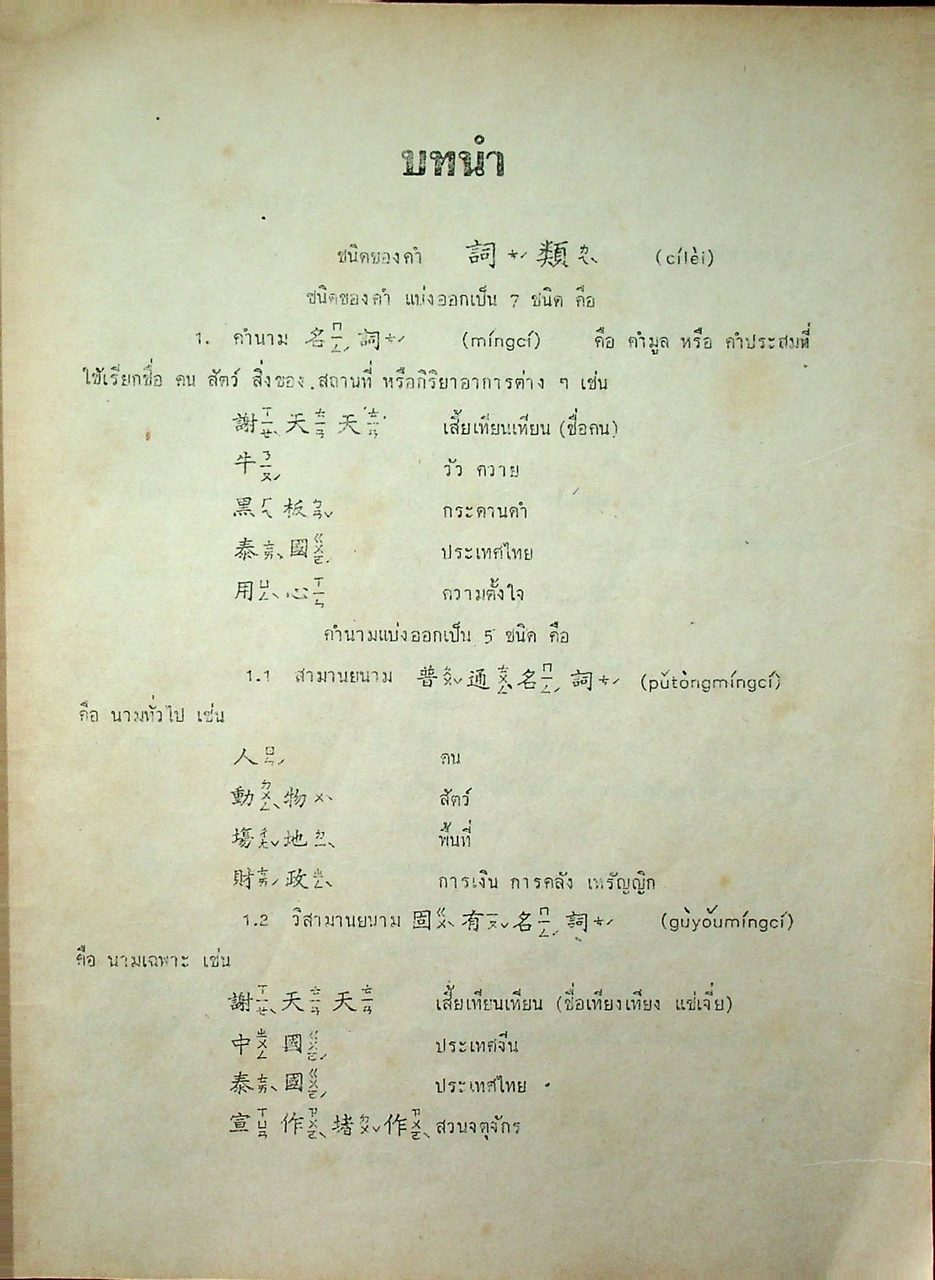 บทนำ
ชนิดของคำ 詞ㄘˊ類ㄌㄟˋ (cílèi)
ชนิดของคำ แบ่งออกเป็น 7 ชนิด คือ
1. คำนาม 名ㄇㄧㄥˊ詞ㄘˊ (míngcí) คือ คำมูล หรือ คำประสมที่
ใช้เรียกชื่อ คน สัตว์ สิ่งของ สถานที่ หรือกิริยาอาการต่าง ๆ เช่น
謝ㄒㄧㄝˋ天ㄊㄧㄢ天ㄊㄧㄢ เสี้ยเทียนเทียน (ชื่อคน)
牛ㄋㄧㄡˊ วัว ควาย
黑ㄏㄟ板ㄅㄢˇ กระดานดำ
泰ㄊㄞˋ國ㄍㄨㄛˊ ประเทศไทย
用ㄩㄥˋ心ㄒㄧㄣ ความตั้งใจ
คำนามแบ่งออกเป็น 5 ชนิด คือ
1.1 สามานยนาม 普ㄆㄨˇ通ㄊㄨㄥ名ㄇㄧㄥˊ詞ㄘˊ (pǔtòngmíngcí)
คือ นามทั่วไป เช่น
人ㄖㄣˊ คน
動ㄉㄨㄥˋ物ㄨˋ สัตว์
場ㄔㄤˇ地ㄉㄧˋ พื้นที่
財ㄘㄞˊ政ㄓㄥˋ การเงิน การคลัง เหรัญญิก
1.2 วิสามานยนาม 固ㄍㄨˋ有ㄧㄡˇ名ㄇㄧㄥˊ詞ㄘˊ (gùyǒumíngcí)
คือ นามเฉพาะ เช่น
謝ㄒㄧㄝˋ天ㄊㄧㄢ天ㄊㄧㄢ เสี้ยเทียนเทียน (ชื่อเทียงเทียง แซ่เจี่ย)
中ㄓㄨㄥ國ㄍㄨㄛˊ ประเทศจีน
泰ㄊㄞˋ國ㄍㄨㄛˊ ประเทศไทย
宣ㄒㄩㄢ作ㄗㄨㄛˋ堵ㄉㄨˇ作ㄗㄨㄛˋ สวนจตุจักร